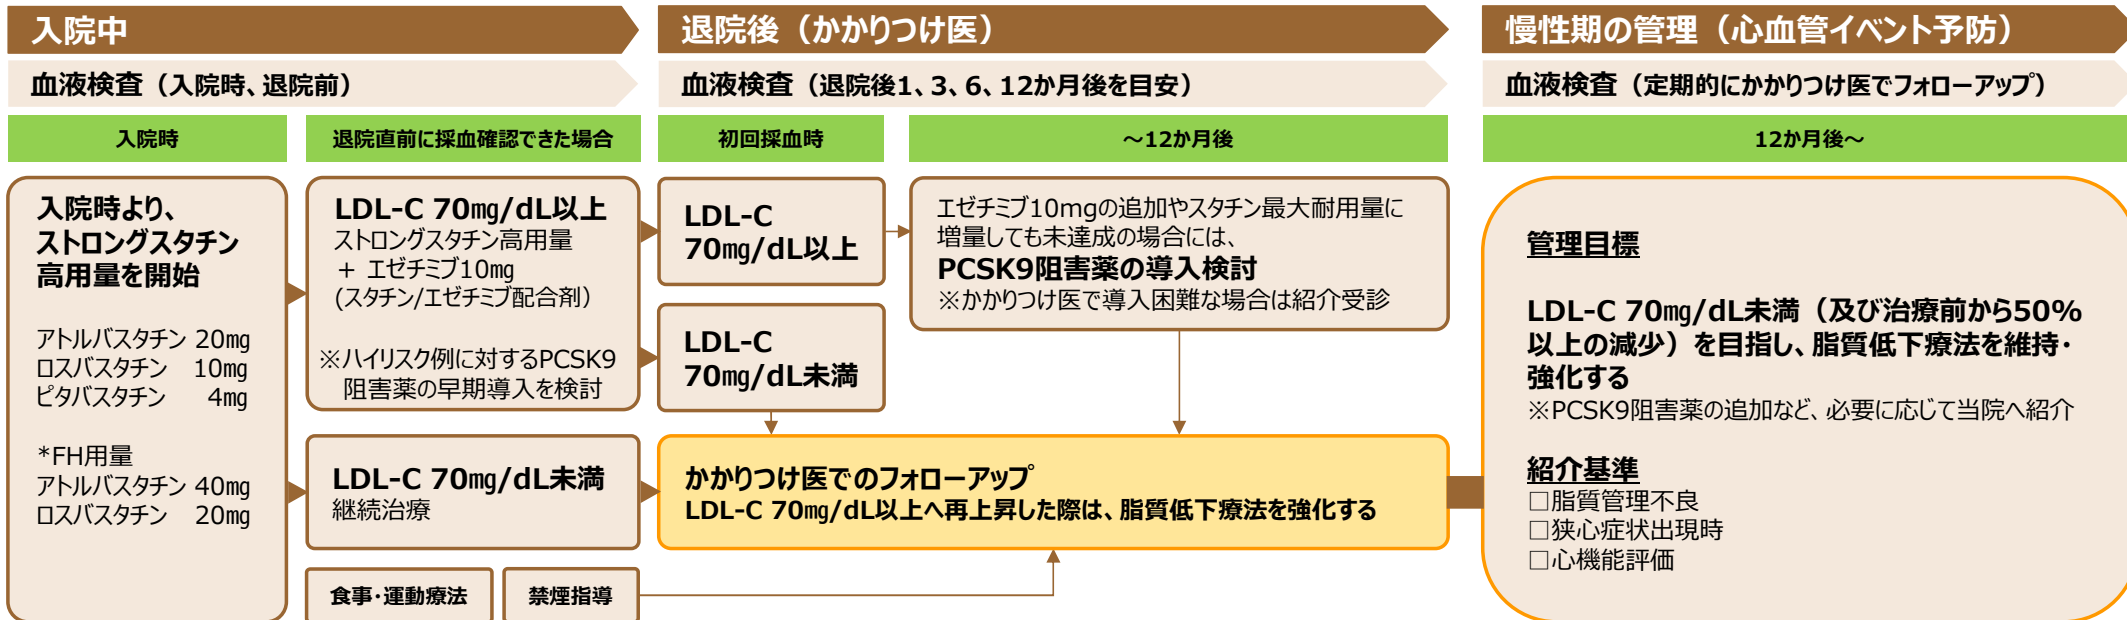 入院中
退院後（かかりつけ医）
慢性期の管理（心血管イベント予防）
血液検査（入院時、退院前）
血液検査（退院後1、3、6、12か月後を目安）
血液検査（定期的にかかりつけ医でフォローアップ）
入院時
退院直前に採血確認できた場合
初回採血時
～12か月後
12か月後～
入院時より、
ストロングスタチン
高用量を開始
アトルバスタチン 20mg
ロスバスタチン 10mg
ピタバスタチン 4mg
*FH用量
アトルバスタチン 40mg
ロスバスタチン 20mg
LDL-C 70mg/dL以上
ストロングスタチン高用量
＋ エゼチミブ10mg
(スタチン/エゼチミブ配合剤）
※ハイリスク例に対するPCSK9
阻害薬の早期導入を検討
LDL-C 70mg/dL未満
継続治療
食事・運動療法
禁煙指導
LDL-C
70mg/dL以上
LDL-C
70mg/dL未満
エゼチミブ10mgの追加やスタチン最大耐用量に
増量しても未達成の場合には、
PCSK9阻害薬の導入検討
※かかりつけ医で導入困難な場合は紹介受診
かかりつけ医でのフォローアップ
LDL-C 70mg/dL以上へ再上昇した際は、脂質低下療法を強化する
管理目標
LDL-C 70mg/dL未満（及び治療前から50%
以上の減少）を目指し、脂質低下療法を維持・
強化する
※PCSK9阻害薬の追加など、必要に応じて当院へ紹介
紹介基準
□脂質管理不良
□狭心症状出現時
□心機能評価